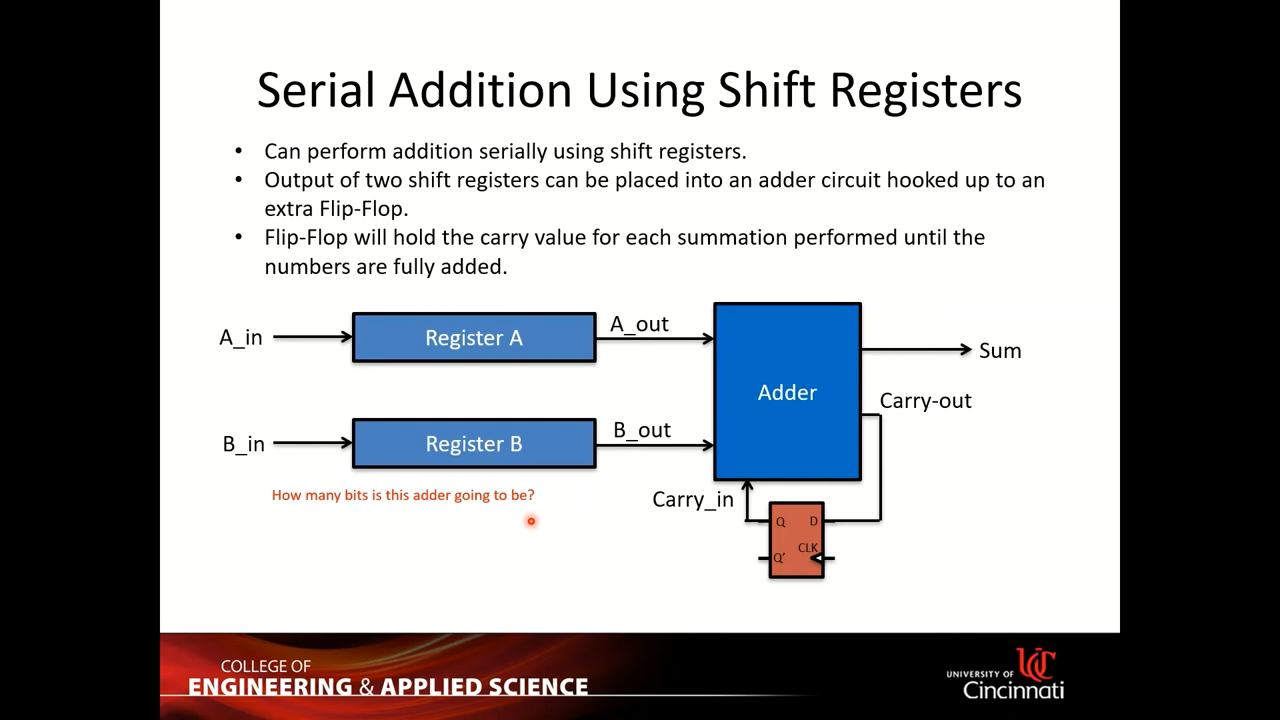 Serial Addition Using Shift Registers
• Can perform addition serially using shift registers.
• Output of two shift registers can be placed into an adder circuit hooked up to an
extra Flip-Flop.
• Flip-Flop will hold the carry value for each summation performed until the
numbers are fully added.
A_in
Register A
A_out
Adder
Sum
Carry-out
B_in
Register B
B_out
How many bits is this adder going to be?
Carry_in
Q D
CLK
Q'
COLLEGE OF
ENGINEERING & APPLIED SCIENCE
UC
UNIVERSITY OF
Cincinnati